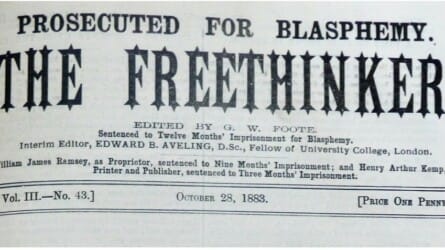 PROSECUTED FOR BLASPHEMY.
THE FREETHINKER
EDITED BY G. W. FOOTE.
Sentenced to Twelve Months' Imprisonment for Blasphemy.
Interim Editor, EDWARD B. AVELING, D.Sc., Fellow of University College, London.
William James Ramsey, as Proprietor, sentenced to Nine Months' Imprisonment; and Henry Arthur Kemp
Printer and Publisher, sentenced to Three Months' Imprisonment.
Vol. III.—No. 43.] OCTOBER 28, 1883. [PRICE ONE PENNY